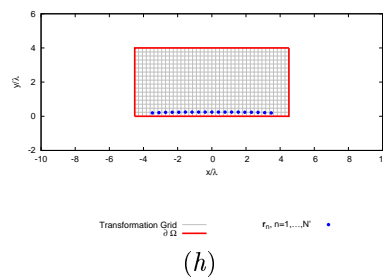 6
4
2
0
-2
y/λ
-10 -8 -6 -4 -2 0 2 4 6 8 1
x/λ
Transformation Grid
∂ Ω
r_n, n=1,...,N'
(h)